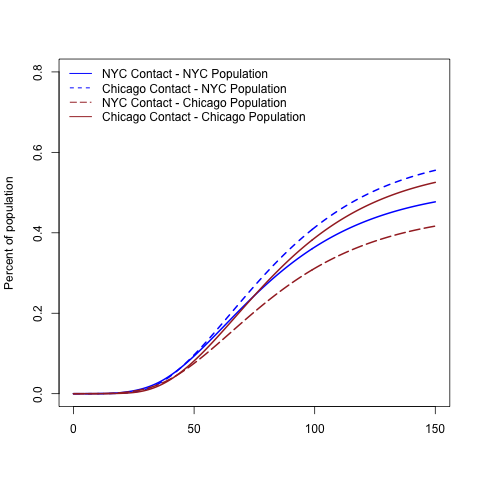 NYC Contact - NYC Population
Chicago Contact - NYC Population
NYC Contact - Chicago Population
Chicago Contact - Chicago Population
Percent of population
0.8
0.6
0.4
0.2
0.0
0 50 100 150